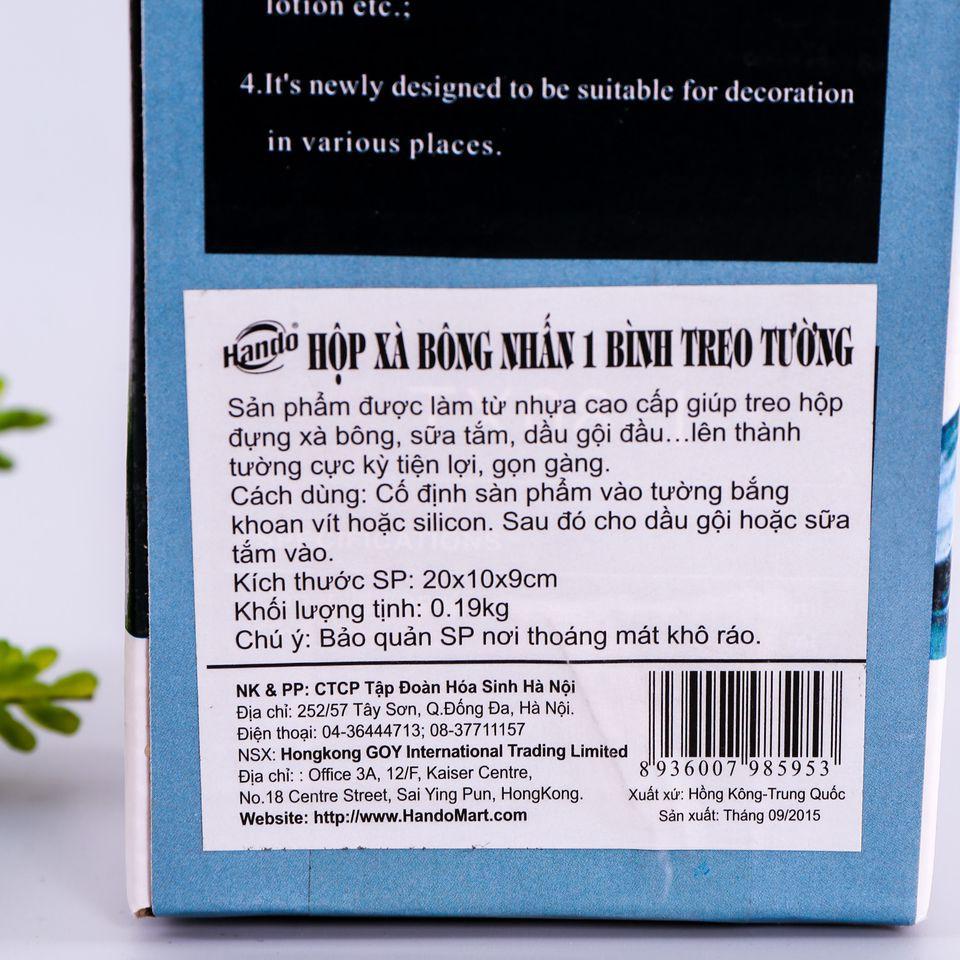 lotion etc.;
4.It's newly designed to be suitable for decoration
in various places.
Hando® HỘP XÀ BÔNG NHẤN 1 BÌNH TREO TƯỜNG
Sản phẩm được làm từ nhựa cao cấp giúp treo hộp
đựng xà bông, sữa tắm, dầu gội đầu...lên thành
tường cực kỳ tiện lợi, gọn gàng.
Cách dùng: Cố định sản phẩm vào tường bắng
khoan vít hoặc silicon. Sau đó cho dầu gội hoặc sữa
tắm vào.
Kích thước SP: 20x10x9cm
Khối lượng tịnh: 0.19kg
Chú ý: Bảo quản SP nơi thoáng mát khô ráo.
NK & PP: CTCP Tập Đoàn Hóa Sinh Hà Nội
Địa chỉ: 252/57 Tây Sơn, Q.Đống Đa, Hà Nội.
Điện thoại: 04-36444713; 08-37711157
NSX: Hongkong GOY International Trading Limited
Địa chỉ: : Office 3A, 12/F, Kaiser Centre,
No.18 Centre Street, Sai Ying Pun, HongKong.
Website: http://www.HandoMart.com
8 936007 985953
Xuất xứ: Hồng Kông-Trung Quốc
Sản xuất: Tháng 09/2015